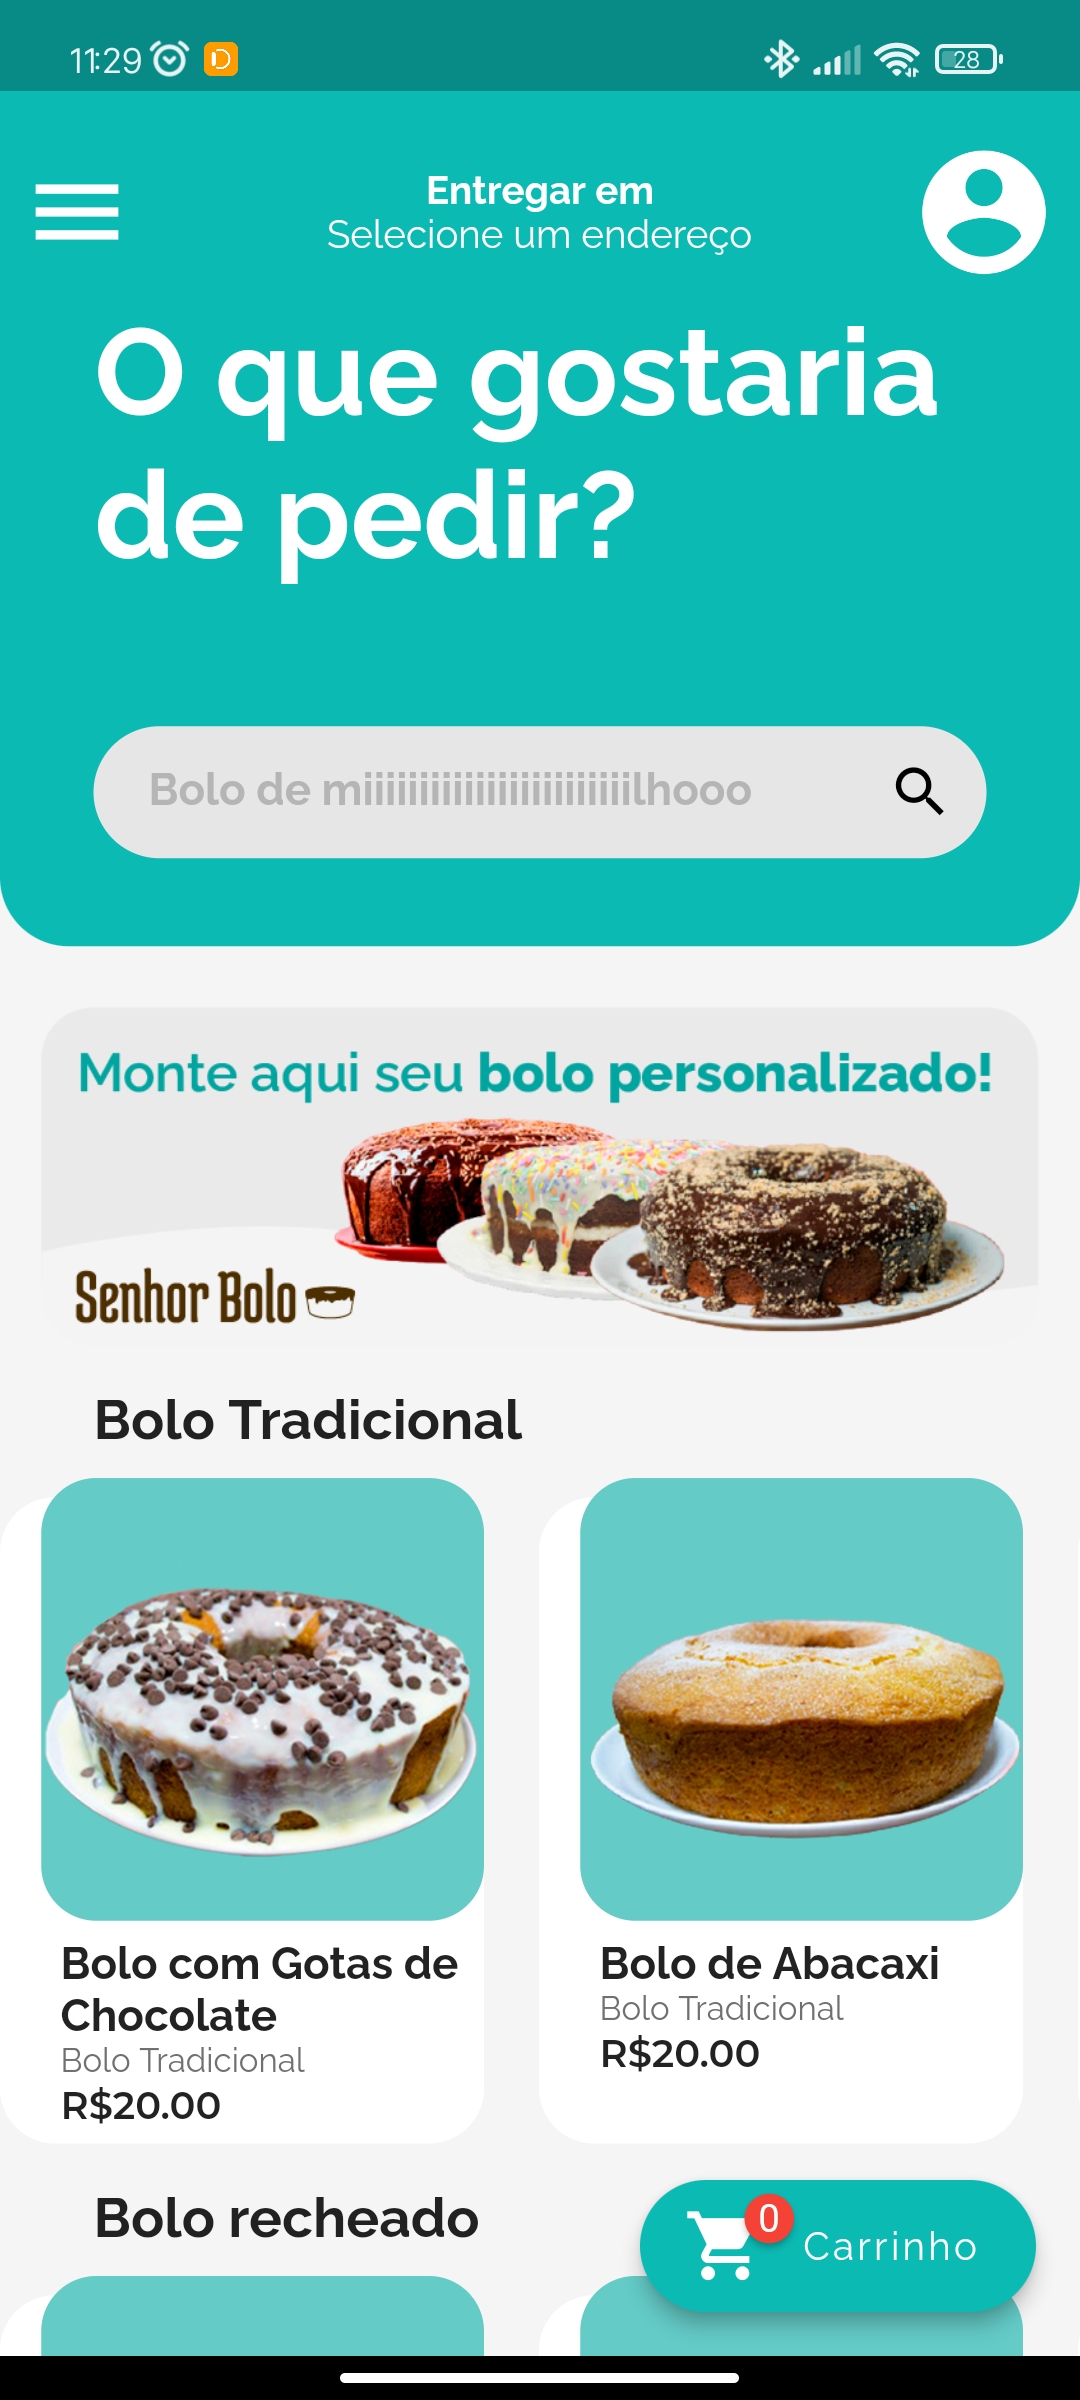 11:29
28
Entregar em
Selecione um endereço
O que gostaria
de pedir?
Bolo de miiiiiiiiiiiiiiiiiiiiiiiiiilhooo
Monte aqui seu bolo personalizado!
Senhor Bolo
Bolo Tradicional
Bolo com Gotas de
Chocolate
Bolo Tradicional
R$20.00
Bolo de Abacaxi
Bolo Tradicional
R$20.00
Bolo recheado
0
Carrinho